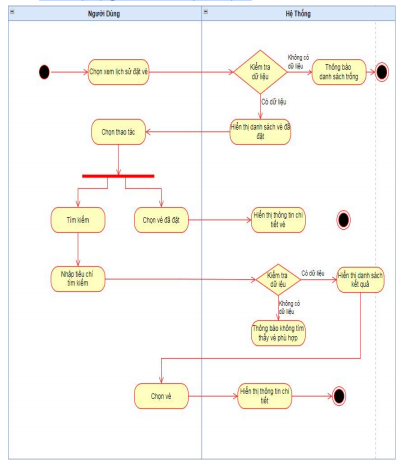 Người Dùng
Hệ Thống
Chọn xem lịch sử đặt vé
Kiểm tra
dữ liệu
Không có
dữ liệu
Thông báo
danh sách trống
Có dữ liệu
Chọn thao tác
Hiển thị danh sách vé đã
đặt
Tìm kiếm
Chọn vé đã đặt
Hiển thị thông tin chi
tiết vé
Nhập tiêu chí
tìm kiếm
Kiểm tra
dữ liệu
Có dữ liệu
Hiển thị danh sách
kết quả
Không có
dữ liệu
Thông báo không tìm
thấy vé phù hợp
Chọn vé
Hiển thị thông tin chi
tiết